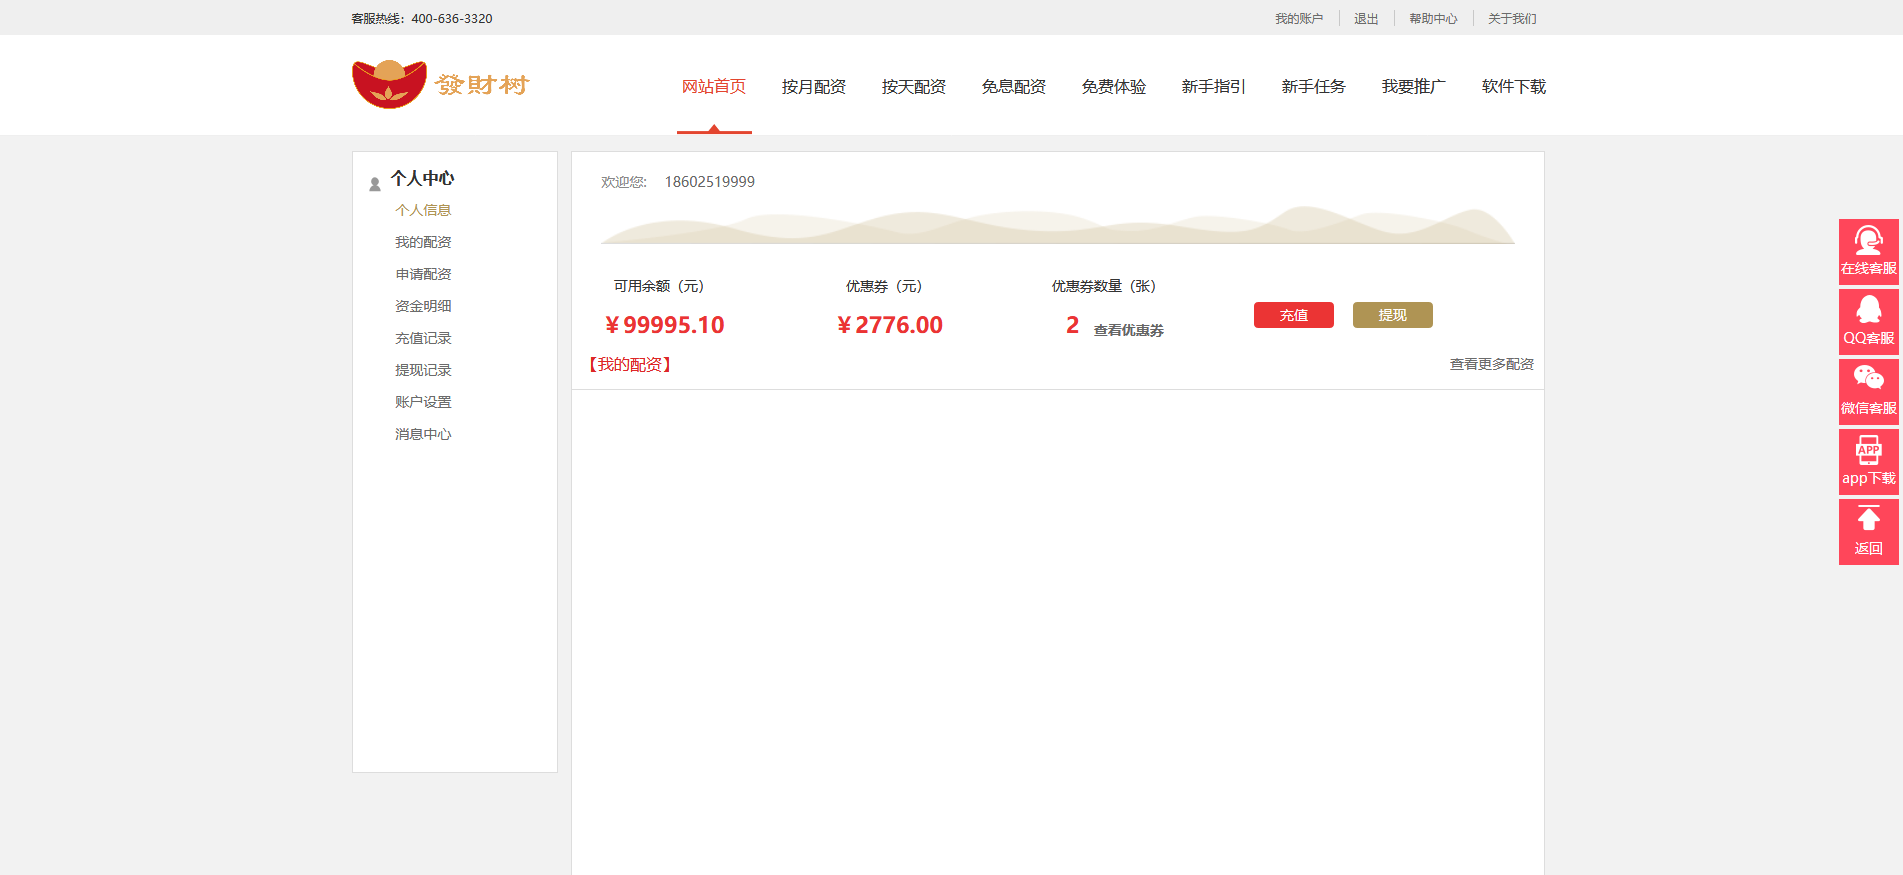 客服热线：400-636-3320
我的账户 退出 帮助中心 关于我们
發財树
网站首页 按月配资 按天配资 免息配资 免费体验 新手指引 新手任务 我要推广 软件下载
个人中心
个人信息
我的配资
申请配资
资金明细
充值记录
提现记录
账户设置
消息中心
欢迎您: 18602519999
可用余额（元） 优惠券（元） 优惠券数量（张）
￥99995.10 ￥2776.00 2 查看优惠券
充值 提现
【我的配资】 查看更多配资
在线客服
QQ客服
微信客服
APP
app下载
返回